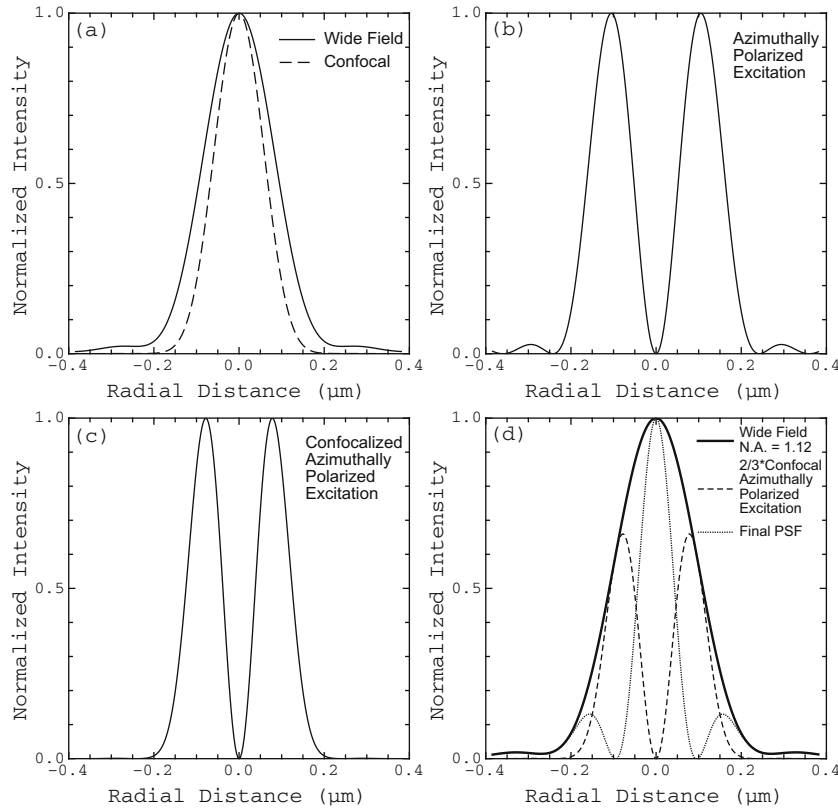 (a)
Wide Field
Confocal
Normalized Intensity
1.0
0.5
0.0
-0.4
-0.2
0.0
0.2
0.4
Radial Distance (µm)
(b)
Azimuthally
Polarized
Excitation
Normalized Intensity
1.0
0.5
0.0
-0.4
-0.2
0.0
0.2
0.4
Radial Distance (µm)
(c)
Confocalized
Azimuthally
Polarized
Excitation
Normalized Intensity
1.0
0.5
0.0
-0.4
-0.2
0.0
0.2
0.4
Radial Distance (µm)
(d)
Wide Field
N.A. = 1.12
2/3*Confocal
Azimuthally
Polarized
Excitation
Final PSF
Normalized Intensity
1.0
0.5
0.0
-0.4
-0.2
0.0
0.2
0.4
Radial Distance (µm)